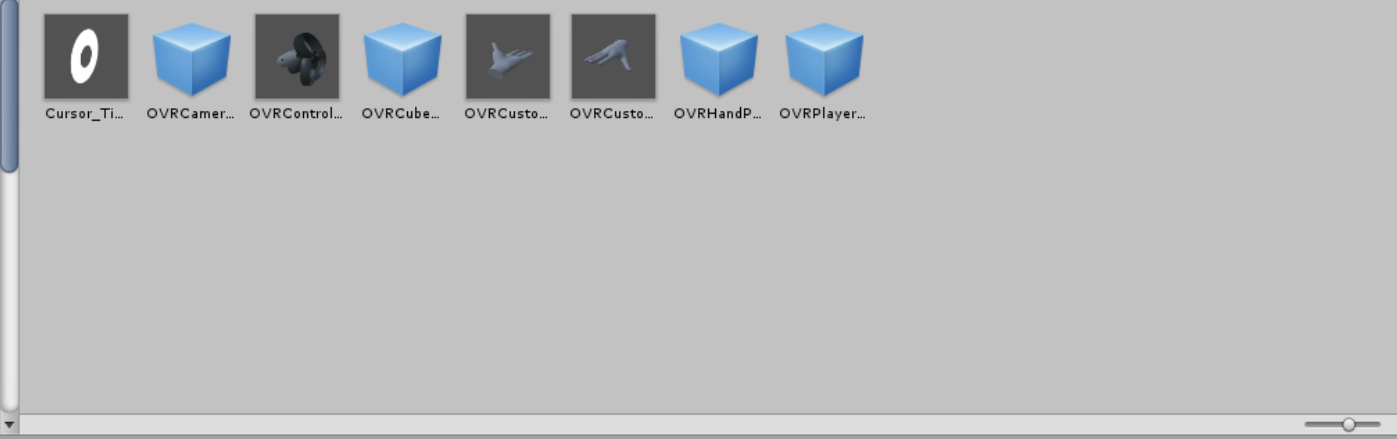 Cursor_Ti...
OVRCamer...
OVRControl...
OVRCube...
OVRCusto...
OVRCusto...
OVRHandP...
OVRPlayer...